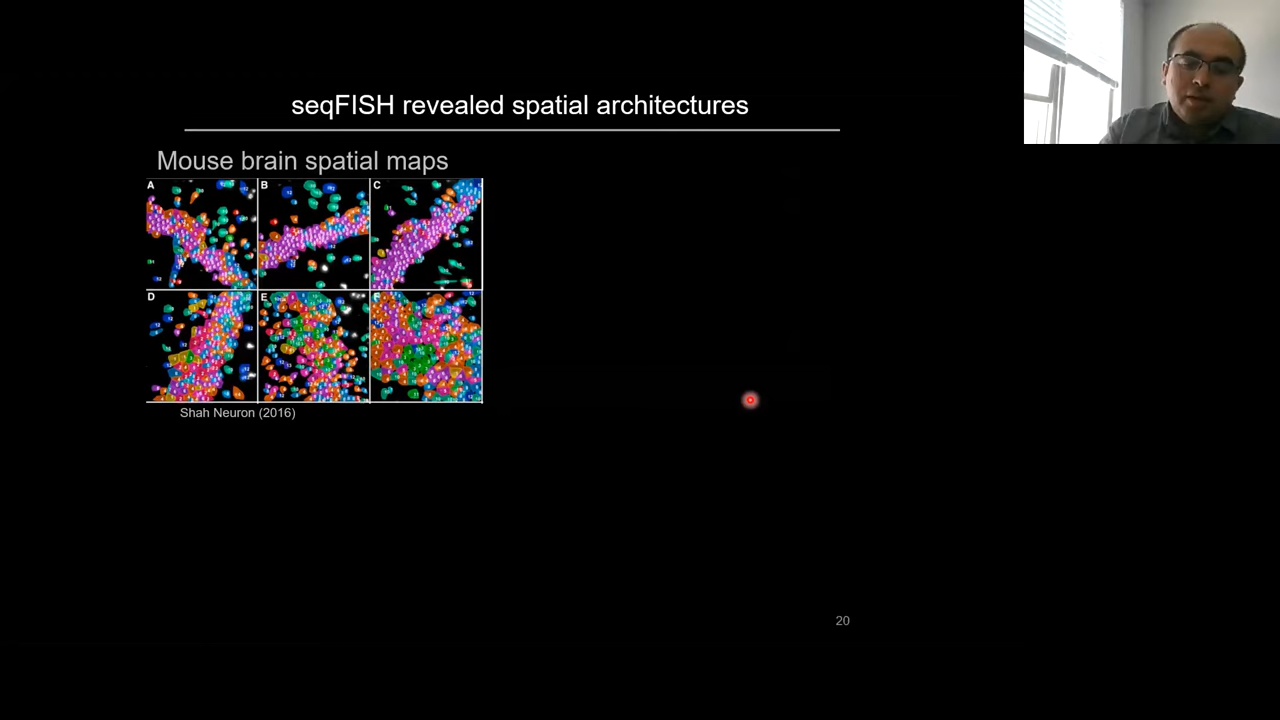 seqFISH revealed spatial architectures
Mouse brain spatial maps
A
B
C
D
E
F
Shah Neuron (2016)
20